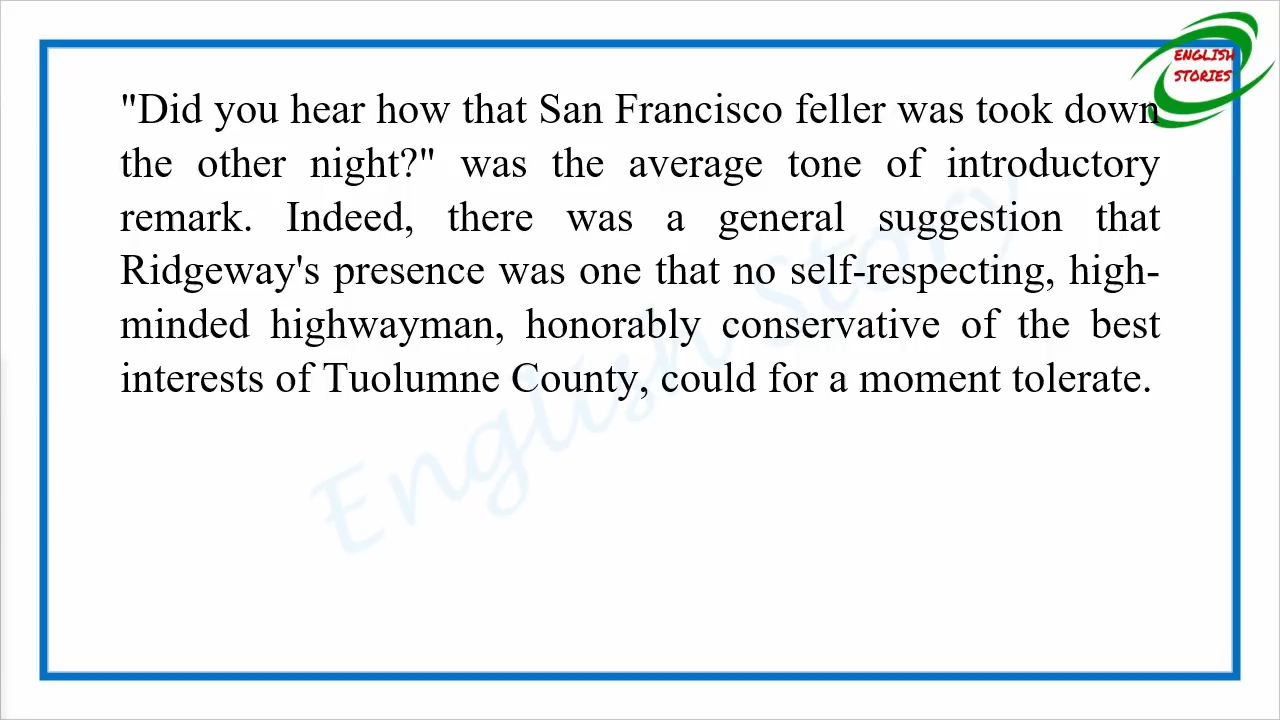 ENGLISH
STORIES
"Did you hear how that San Francisco feller was took down
the other night?" was the average tone of introductory
remark. Indeed, there was a general suggestion that
Ridgeway's presence was one that no self-respecting, high-
minded highwayman, honorably conservative of the best
interests of Tuolumne County, could for a moment tolerate.
English Story